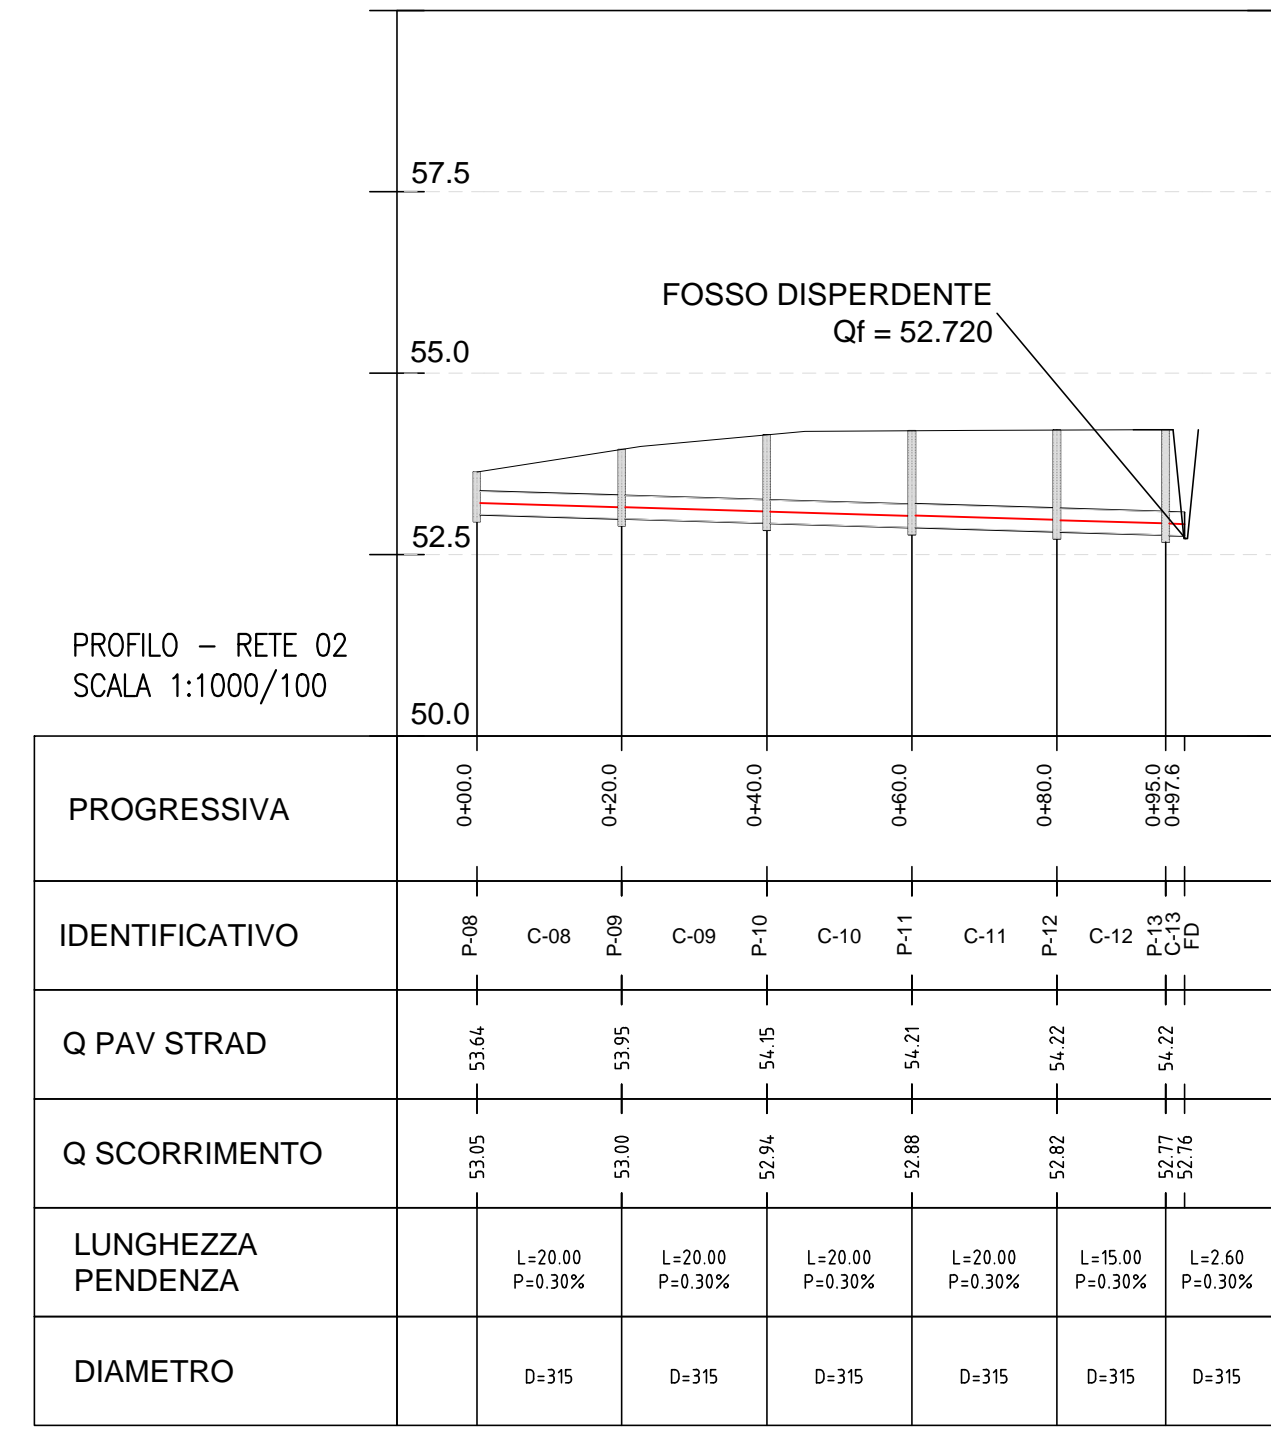 57.5
FOSSO DISPERDENTE
Qf = 52.720
55.0
52.5
PROFILO - RETE 02
SCALA 1:1000/100
50.0
PROGRESSIVA
0+00.0 0+20.0 0+40.0 0+60.0 0+80.0 0+95.0 0+97.6
IDENTIFICATIVO
P-08 C-08 P-09 C-09 P-10 C-10 P-11 C-11 P-12 C-12 P-13 C-13 FD
Q PAV STRAD
53.64 53.95 54.15 54.21 54.22 54.22
Q SCORRIMENTO
53.05 53.00 52.94 52.88 52.82 52.77 52.76
LUNGHEZZA
PENDENZA
L=20.00 L=20.00 L=20.00 L=20.00 L=15.00 L=2.60
P=0.30% P=0.30% P=0.30% P=0.30% P=0.30% P=0.30%
DIAMETRO
D=315 D=315 D=315 D=315 D=315 D=315